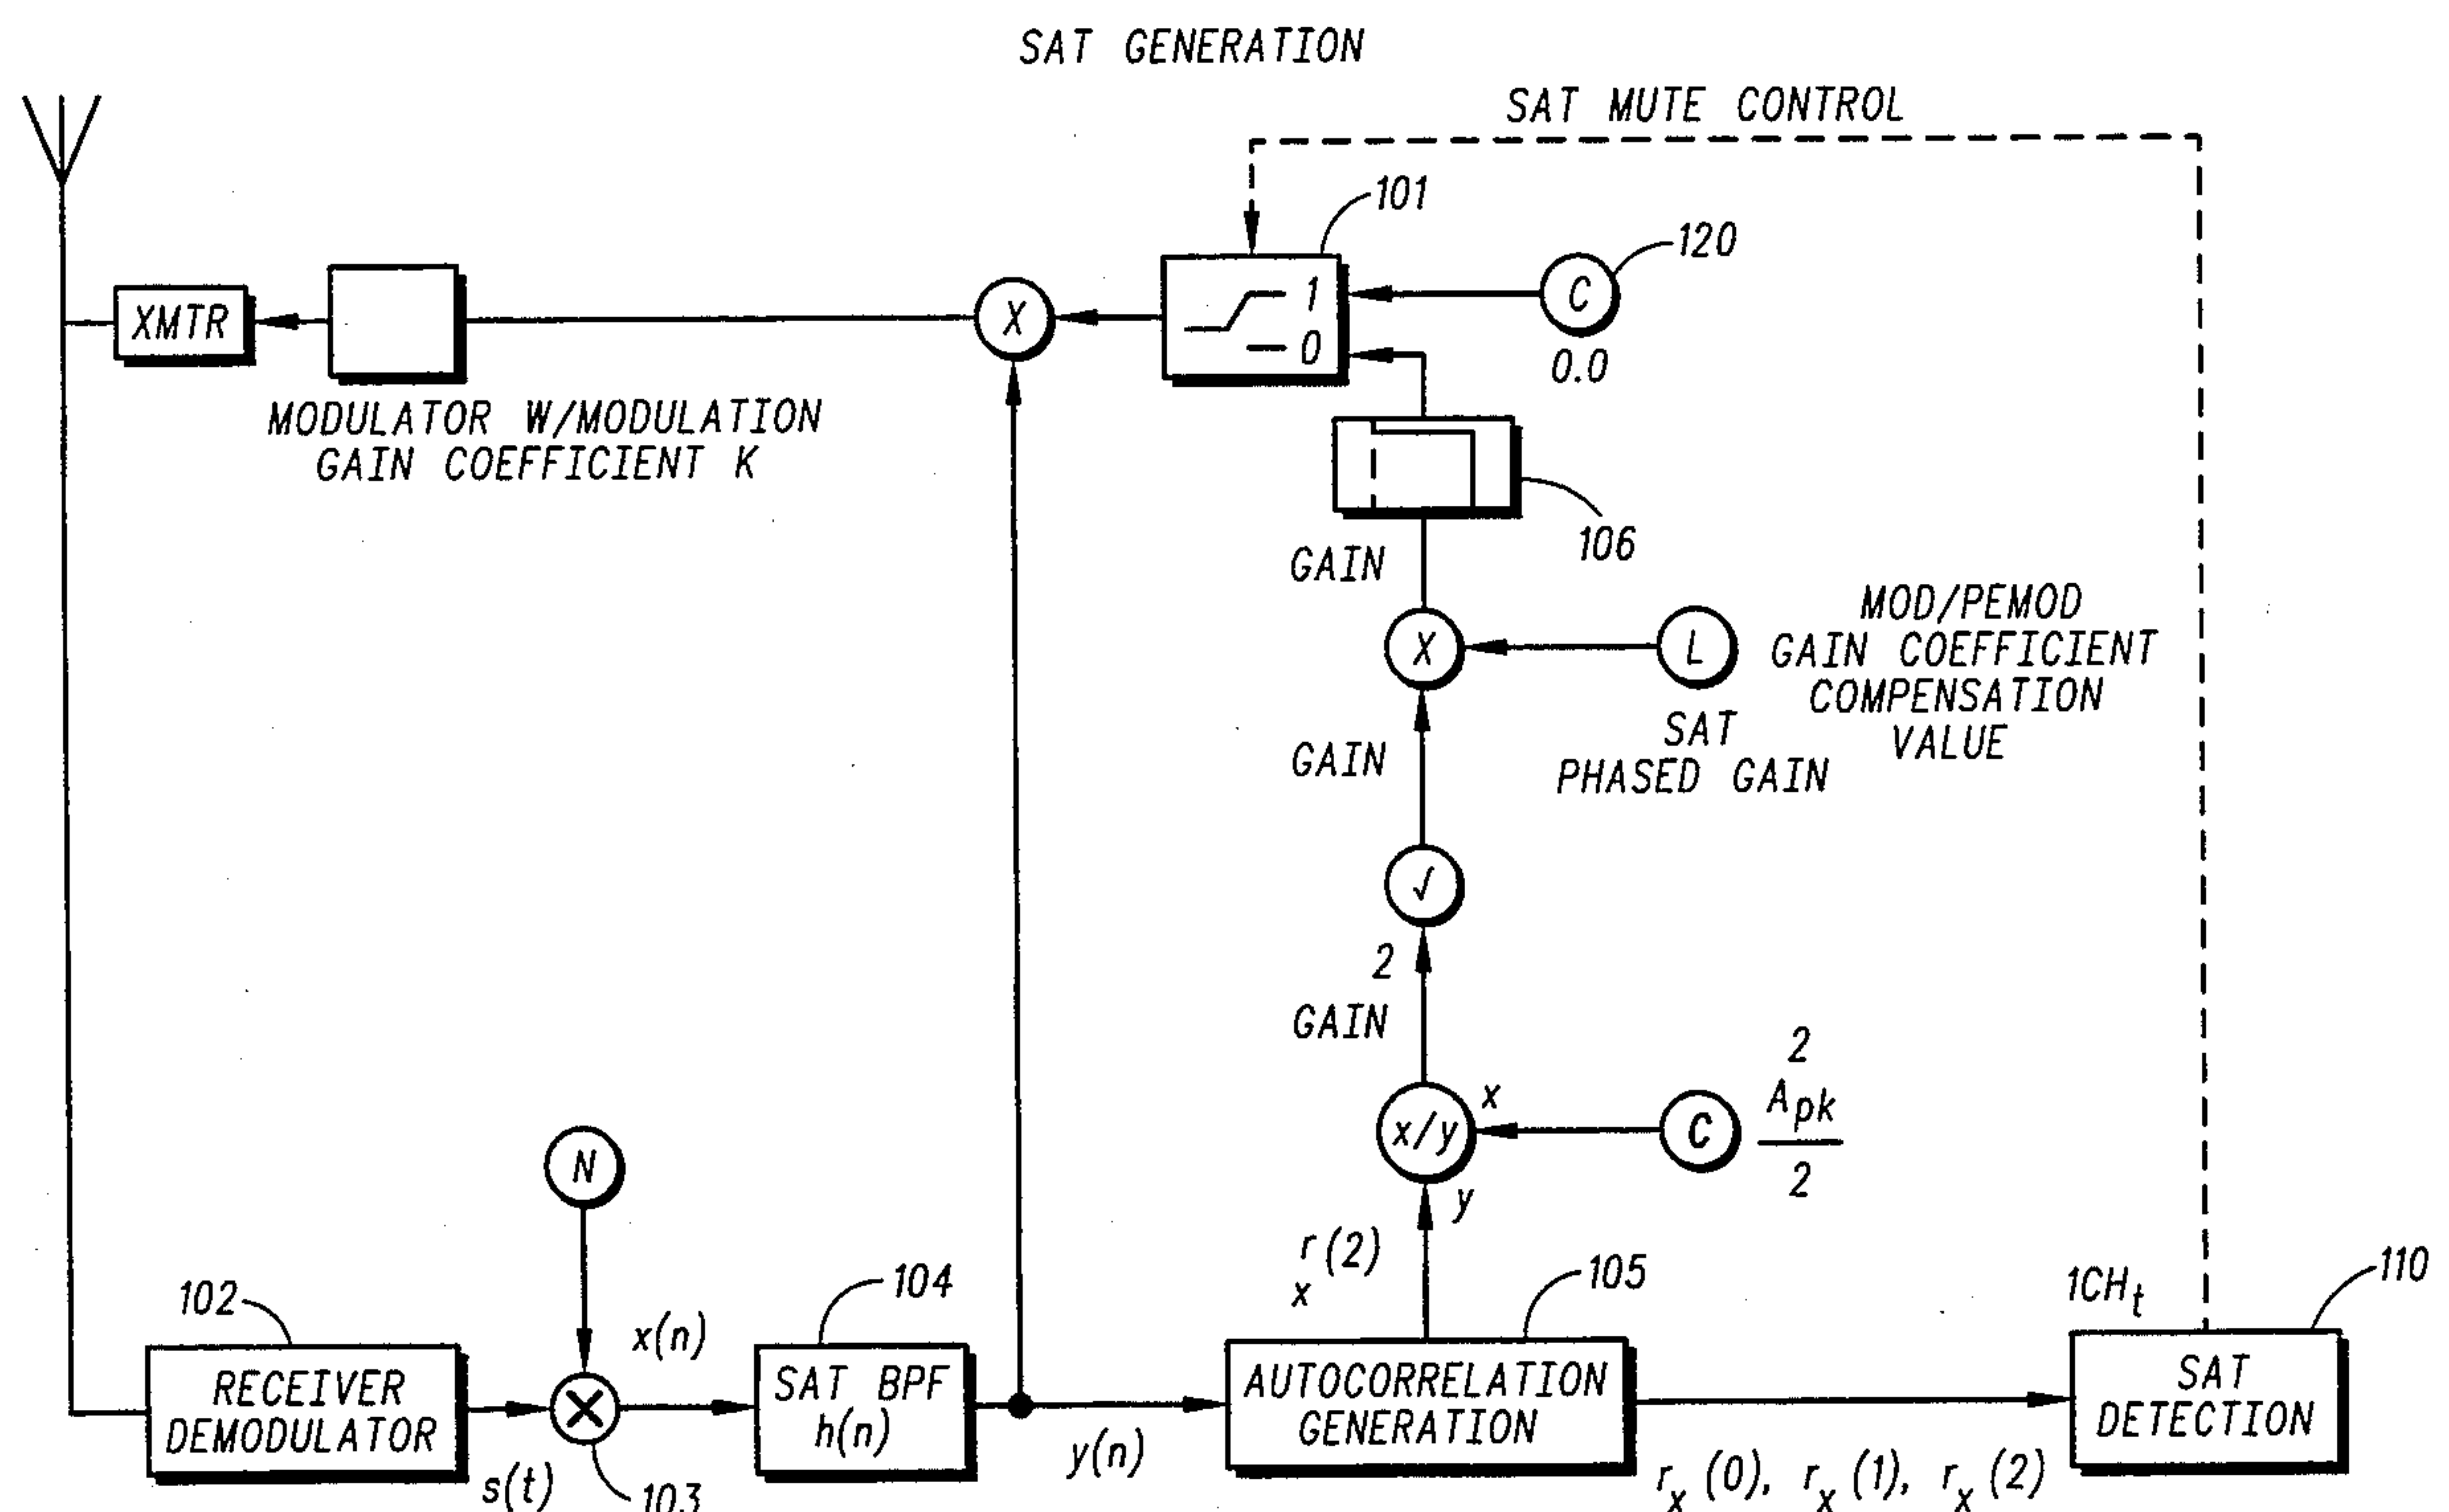 SAT GENERATION
SAT MUTE CONTROL
101
120
1
C
XMTR
X
0
0.0
MODULATOR W/MODULATION
GAIN COEFFICIENT K
106
GAIN
MOD/PEMOD
X
L
GAIN COEFFICIENT
COMPENSATION
VALUE
SAT
PHASED GAIN
GAIN
√
2
GAIN
2
x
Apk
x/y
C
2
N
y
r (2)
x
102
104
105
1CHt
110
x(n)
RECEIVER
DEMODULATOR
SAT BPF
h(n)
AUTOCORRELATION
GENERATION
SAT
DETECTION
s(t)
103
y(n)
rx (0), rx (1), rx (2)